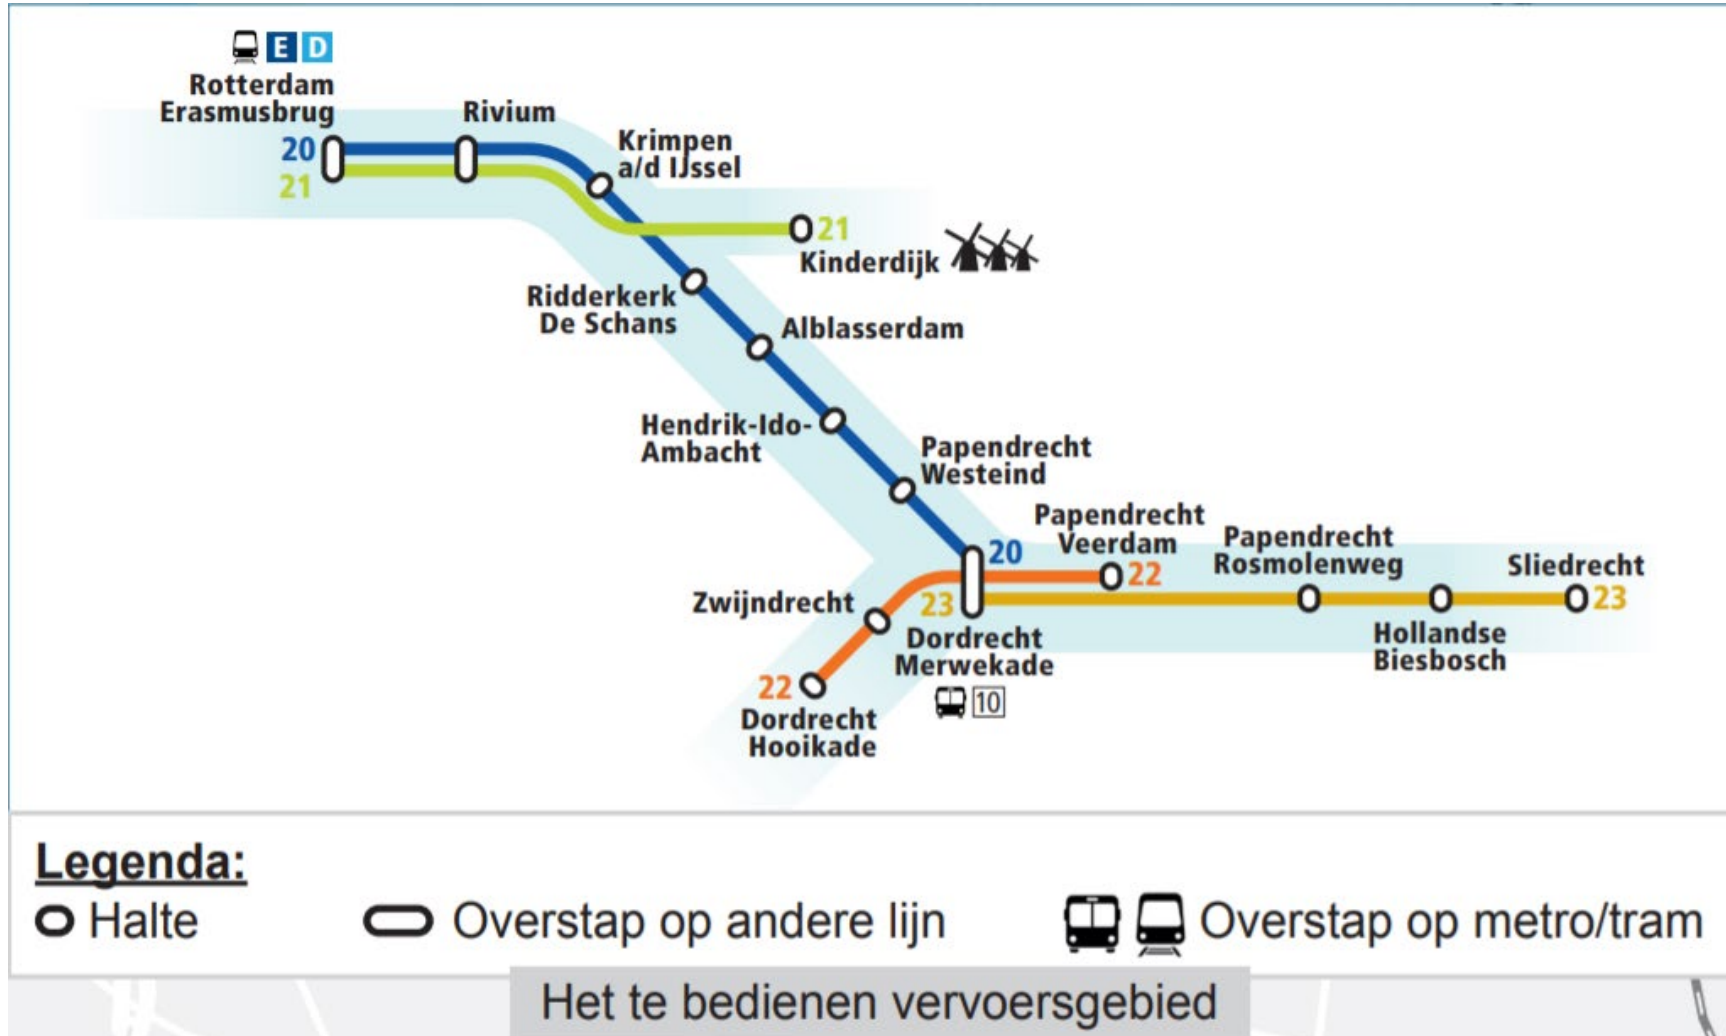 E D
Rotterdam
Erasmusbrug
Rivium
Krimpen
a/d IJssel
20
21
21
Kinderdijk
Ridderkerk
De Schans
Alblasserdam
Hendrik-Ido-
Ambacht
Papendrecht
Westeind
Papendrecht
Veerdam
Papendrecht
Rosmolenweg
Sliedrecht
20
22
Zwijndrecht
23
23
Dordrecht
Merwekade
10
Hollandse
Biesbosch
22
Dordrecht
Hooikade
Legenda:
Halte
Overstap op andere lijn
Overstap op metro/tram
Het te bedienen vervoersgebied